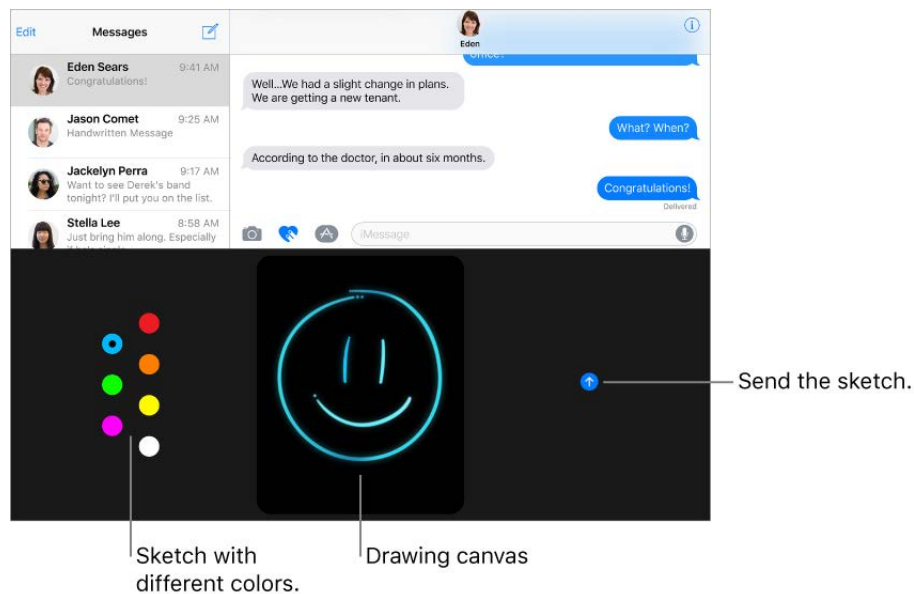 Edit
Messages
Eden
Eden Sears 9:41 AM
Congratulations!
Jason Comet 9:25 AM
Handwritten Message
Jackelyn Perra 9:17 AM
Want to see Derek's band
tonight? I'll put you on the list.
Stella Lee 8:58 AM
Just bring him along. Especially
office?
Well...We had a slight change in plans.
We are getting a new tenant.
What? When?
According to the doctor, in about six months.
Congratulations!
Delivered
iMessage
Send the sketch.
Sketch with
different colors.
Drawing canvas